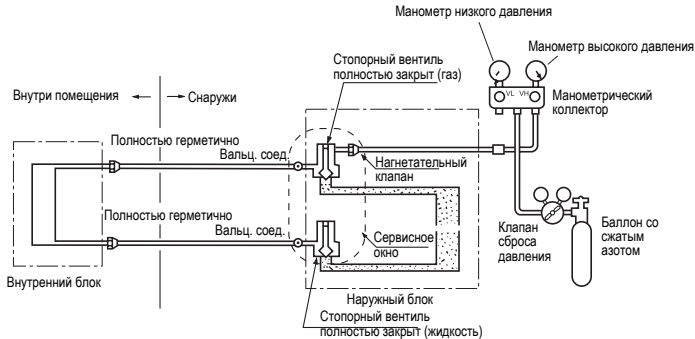 Манометр низкого давления
Манометр высокого давления
Стопорный вентиль
полностью закрыт (газ)
VL VH
Манометрический
коллектор
Внутри помещения
Снаружи
Полностью герметично
Вальц. соед.
Нагнетательный
клапан
Полностью герметично
Вальц. соед.
Сервисное
окно
Клапан
сброса
давления
Баллон со
сжатым
азотом
Внутренний блок
Наружный блок
Стопорный вентиль
полностью закрыт (жидкость)